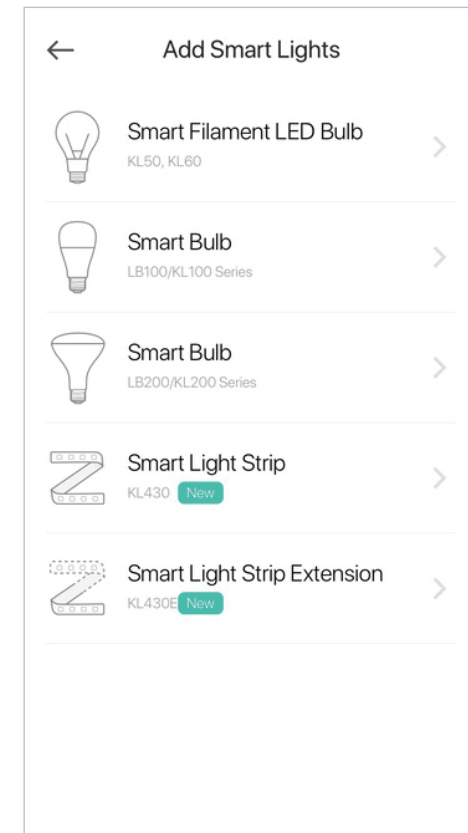 Add Smart Lights
Smart Filament LED Bulb
KL50, KL60
Smart Bulb
LB100/KL100 Series
Smart Bulb
LB200/KL200 Series
Smart Light Strip
KL430 New
Smart Light Strip Extension
KL430E New